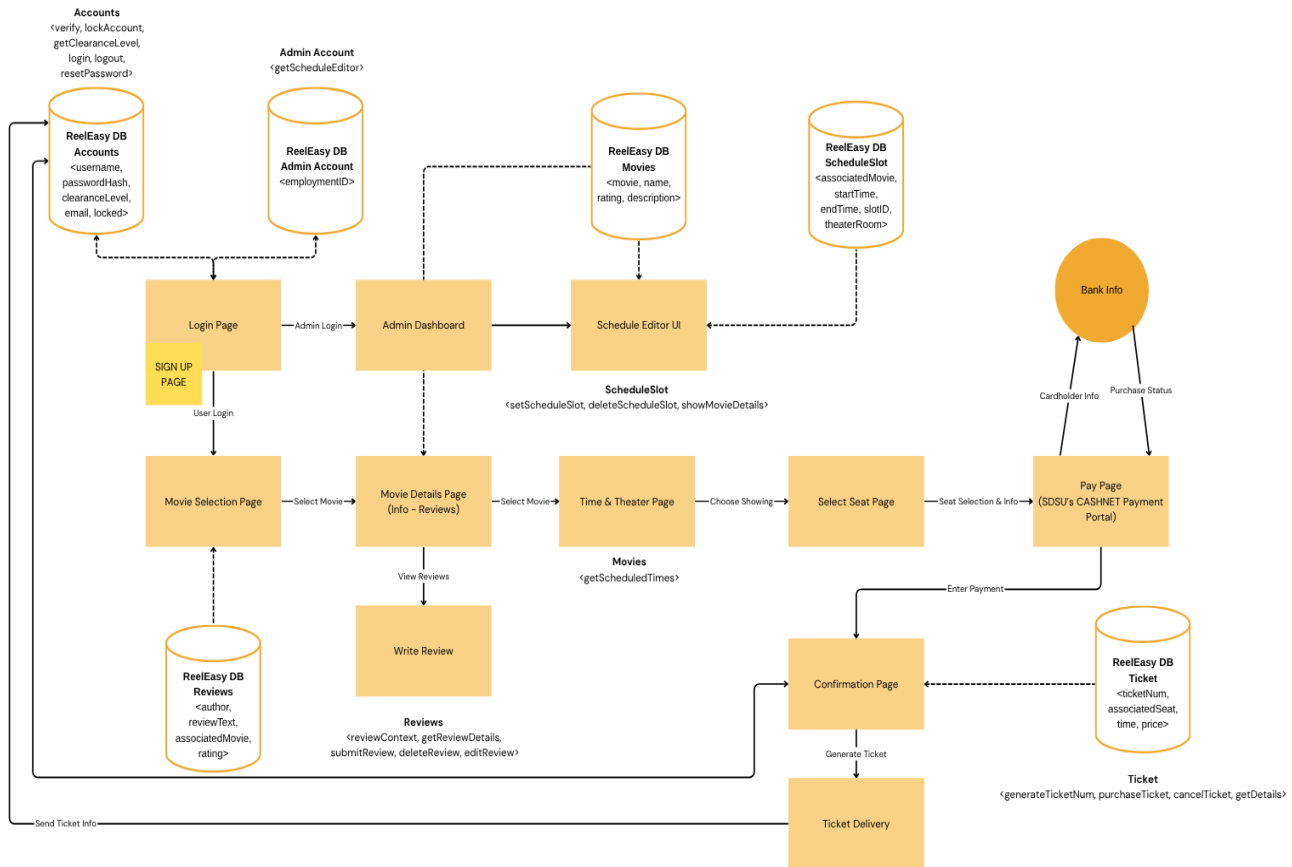 Accounts
<verify, lockAccount,
getClearanceLevel,
login, logout,
resetPassword>
Admin Account
<getScheduleEditor>
ReelEasy DB
Accounts
<username,
passwordHash,
clearanceLevel,
email, locked>
ReelEasy DB
Admin Account
<employmentID>
ReelEasy DB
Movies
<movie, name,
rating, description>
ReelEasy DB
ScheduleSlot
<associatedMovie,
startTime,
endTime, slotID,
theaterRoom>
Bank Info
Login Page
Admin Login
Admin Dashboard
Schedule Editor UI
SIGN UP
PAGE
User Login
ScheduleSlot
<setScheduleSlot, deleteScheduleSlot, showMovieDetails>
Cardholder Info
Purchase Status
Movie Selection Page
Select Movie
Movie Details Page
(Info - Reviews)
Select Movie
Time & Theater Page
Choose Showing
Select Seat Page
Seat Selection & Info
Pay Page
(SDSU's CASHNET Payment
Portal)
Movies
<getScheduledTimes>
View Reviews
Enter Payment
Write Review
ReelEasy DB
Reviews
<author,
reviewText,
associatedMovie,
rating>
Reviews
<reviewContext, getReviewDetails,
submitReview, deleteReview, editReview>
Confirmation Page
ReelEasy DB
Ticket
<ticketNum,
associatedSeat,
time, price>
Generate Ticket
Ticket
<generateTicketNum, purchaseTicket, cancelTicket, getDetails>
Send Ticket Info
Ticket Delivery